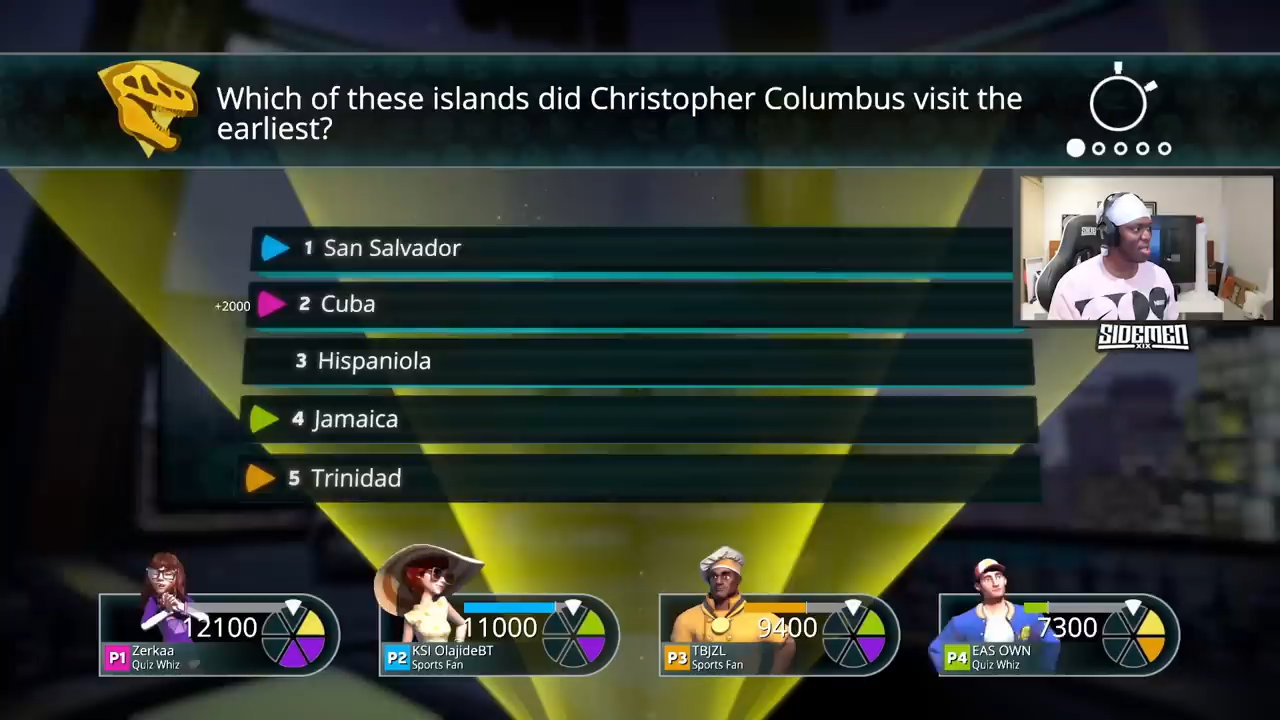 Which of these islands did Christopher Columbus visit the
earliest?
1 San Salvador
+2000 2 Cuba
3 Hispaniola
4 Jamaica
5 Trinidad
SIDEMEN
XIX
12100
P1 Zerkaa
Quiz Whiz
11000
P2 KSI OlajideBT
Sports Fan
9400
P3 TBJZL
Sports Fan
7300
P4 EAS OWN
Quiz Whiz